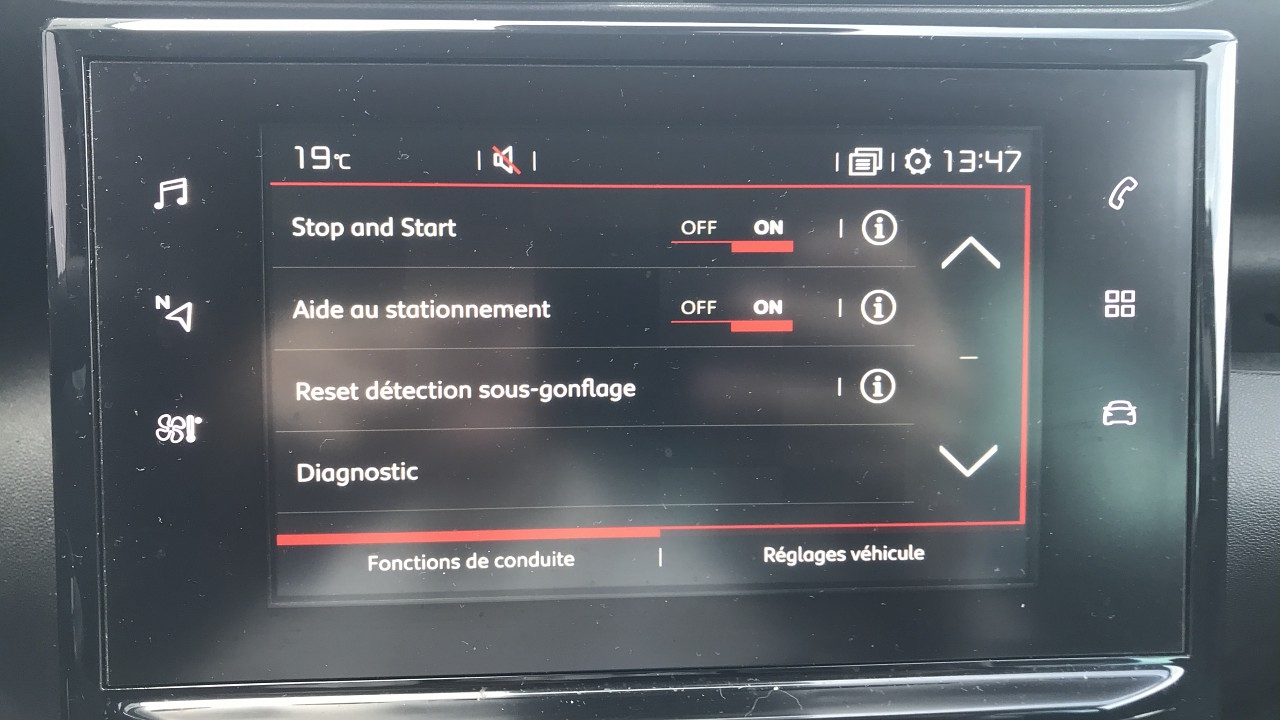 19°C
13:47
Stop and Start OFF ON
Aide au stationnement OFF ON
N
Reset détection sous-gonflage
Diagnostic
Fonctions de conduite | Réglages véhicule